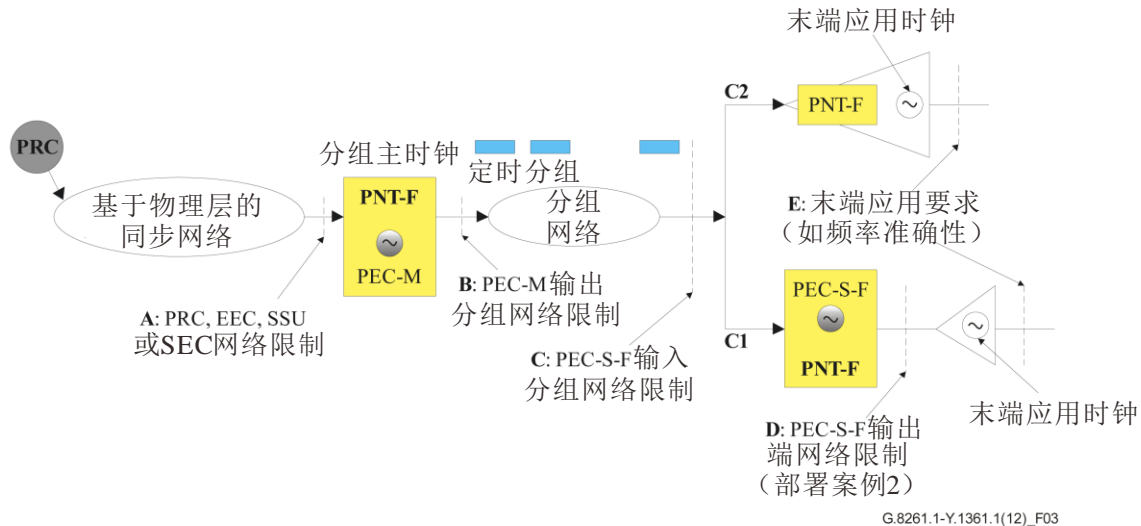 末端应用时钟
C2
PNT-F
PRC
分组主时钟
定时分组
基于物理层的
同步网络
PNT-F
PEC-M
分组
网络
E: 末端应用要求
（如频率准确性）
A: PRC, EEC, SSU
或SEC网络限制
B: PEC-M输出
分组网络限制
C: PEC-S-F输入
分组网络限制
C1
PEC-S-F
PNT-F
D: PEC-S-F输出
端网络限制
（部署案例2）
末端应用时钟
G.8261.1-Y.1361.1(12)_F03